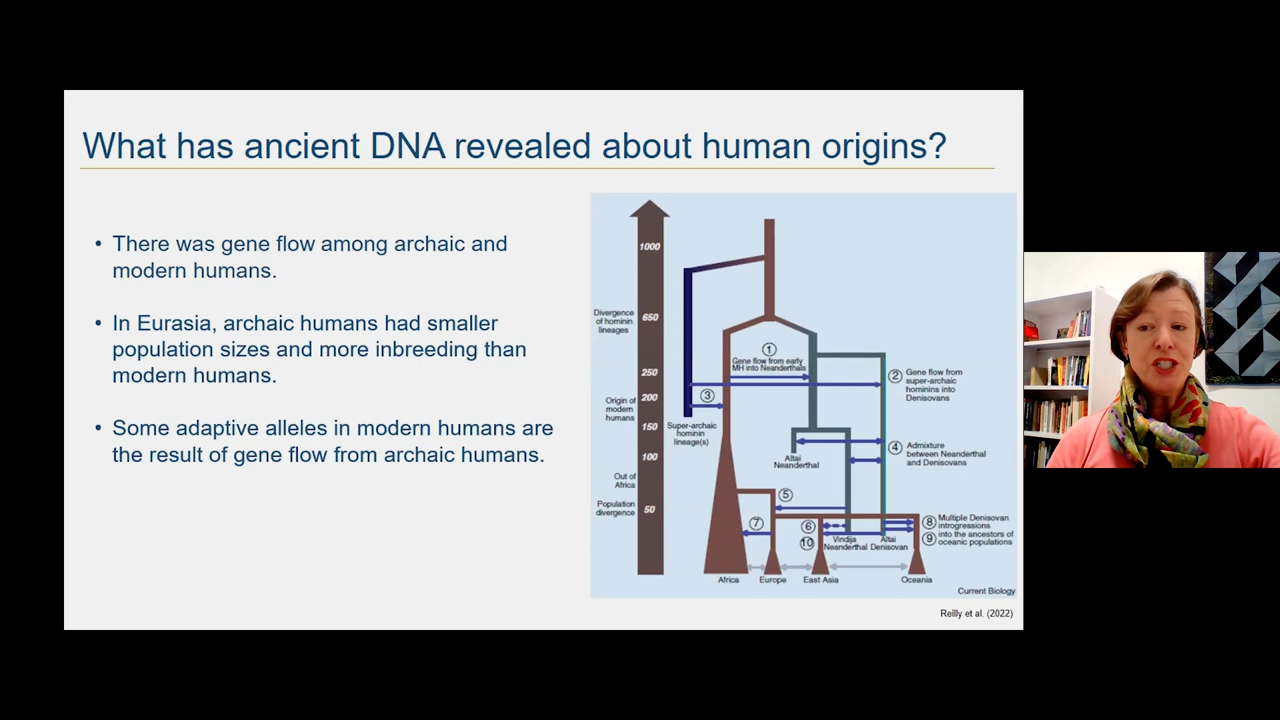 What has ancient DNA revealed about human origins?
• There was gene flow among archaic and
modern humans.
• In Eurasia, archaic humans had smaller
population sizes and more inbreeding than
modern humans.
• Some adaptive alleles in modern humans are
the result of gene flow from archaic humans.
1000
Divergence
of hominin
lineages
650
250
Origin of
modern
humans
200
150
100
Out of
Africa
Population
divergence
50
1
Gene flow from early
MH into Neanderthals
2
Gene flow from
super-archaic
hominins into
Denisovans
3
Super-archaic
hominin
lineage(s)
Altai
Neanderthal
4
Admixture
between Neanderthal
and Denisovans
5
7
6
10
Vindija
Neanderthal
Altai
Denisovan
8
9
Multiple Denisovan
introgressions
into the ancestors of
oceanic populations
Africa
Europe
East Asia
Oceania
Current Biology
Reilly et al. (2022)